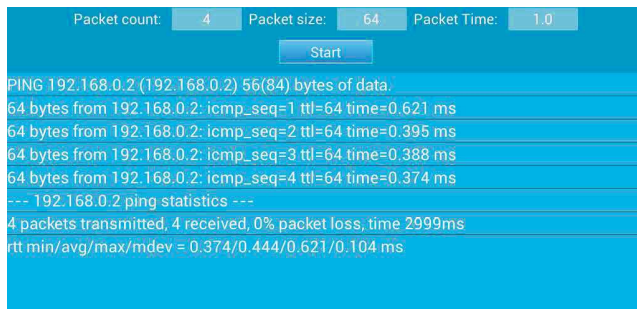 Packet count: 4 Packet size: 64 Packet Time: 1.0
Start
PING 192.168.0.2 (192.168.0.2) 56(84) bytes of data.
64 bytes from 192.168.0.2: icmp_seq=1 ttl=64 time=0.621 ms
64 bytes from 192.168.0.2: icmp_seq=2 ttl=64 time=0.395 ms
64 bytes from 192.168.0.2: icmp_seq=3 ttl=64 time=0.388 ms
64 bytes from 192.168.0.2: icmp_seq=4 ttl=64 time=0.374 ms
--- 192.168.0.2 ping statistics ---
4 packets transmitted, 4 received, 0% packet loss, time 2999ms
rtt min/avg/max/mdev = 0.374/0.444/0.621/0.104 ms